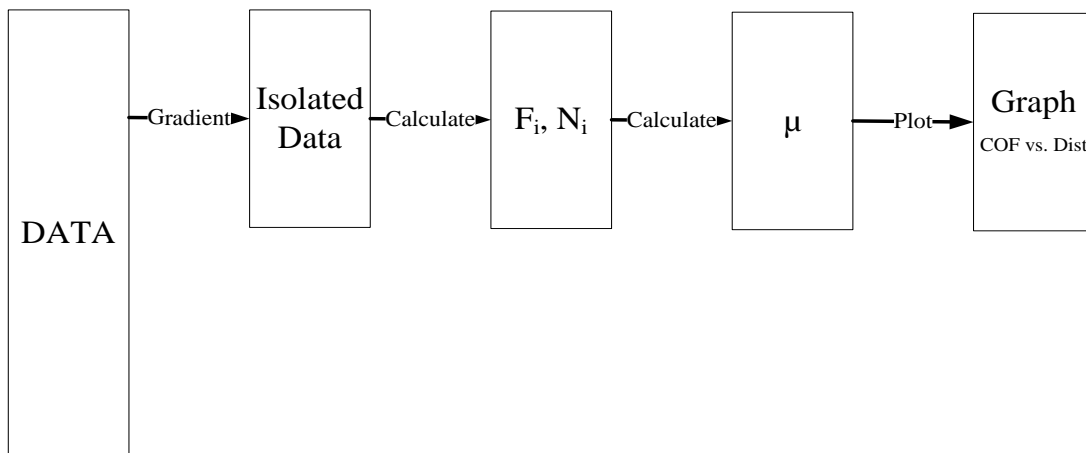 DATA
Gradient
Isolated
Data
Calculate
Fᵢ, Nᵢ
Calculate
μ
Plot
Graph
COF vs. Dist